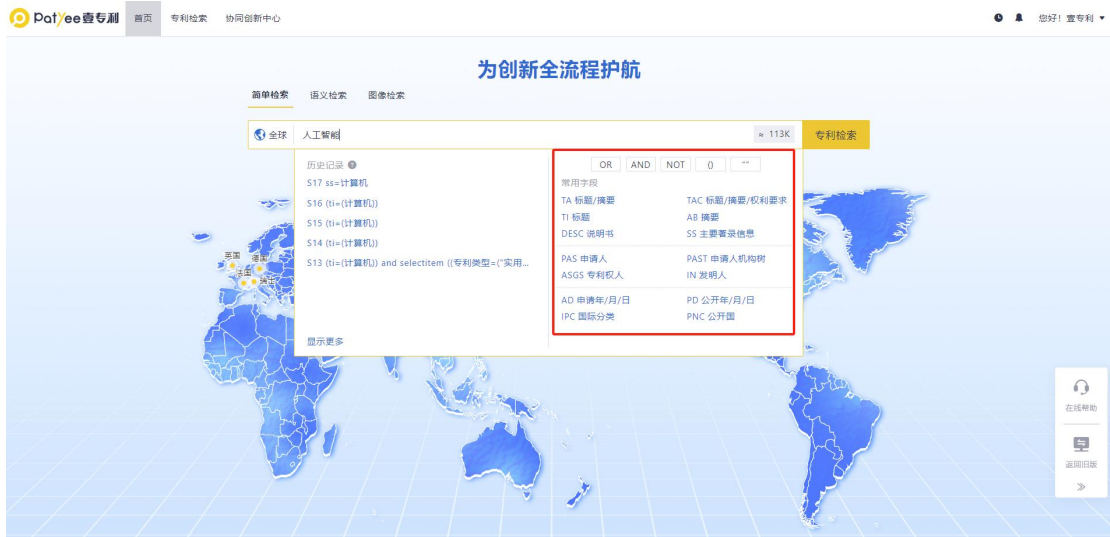 Patyee壹专利 首页 专利检索 协同创新中心 您好！壹专利
为创新全流程护航
简单检索 语义检索 图像检索
全球 人工智能 ≈ 113K 专利检索
历史记录
S17 ss=计算机
S16 (ti=(计算机))
S15 (ti=(计算机))
S14 (ti=(计算机))
S13 (ti=(计算机)) and selectitem ((专利类型=("实用...
显示更多
OR AND NOT () ""
常用字段
TA 标题/摘要 TAC 标题/摘要/权利要求
TI 标题 AB 摘要
DESC 说明书 SS 主要著录信息
PAS 申请人 PAST 申请人机构树
ASGS 专利权人 IN 发明人
AD 申请年/月/日 PD 公开年/月/日
IPC 国际分类 PNC 公开国
英国 德国
法国 瑞士
在线帮助
返回旧版